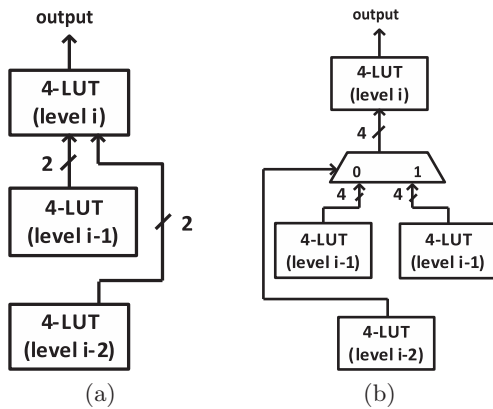 output
4-LUT
(level i)
2
4-LUT
(level i-1)
2
4-LUT
(level i-2)
(a)
output
4-LUT
(level i)
4
0 1
4 4
4-LUT
(level i-1)
4-LUT
(level i-1)
4-LUT
(level i-2)
(b)